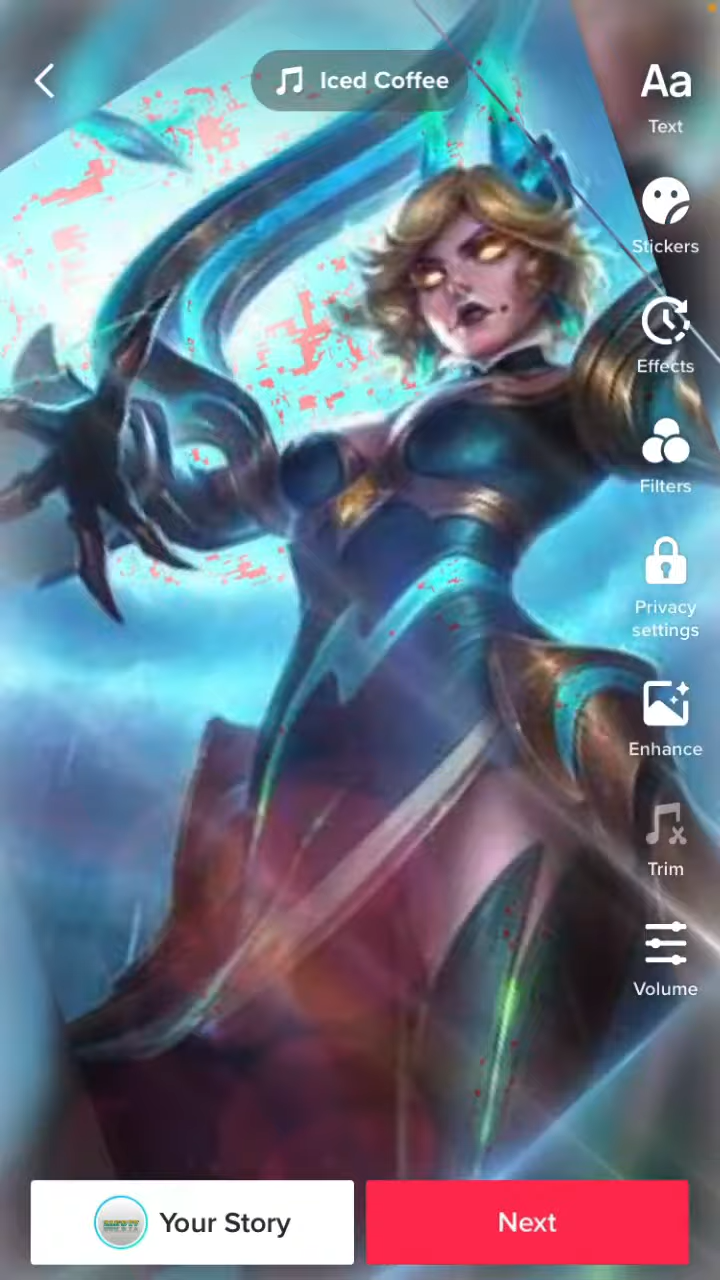 Iced Coffee
Aa
Text
Stickers
Effects
Filters
Privacy
settings
Enhance
Trim
Volume
Your Story
Next